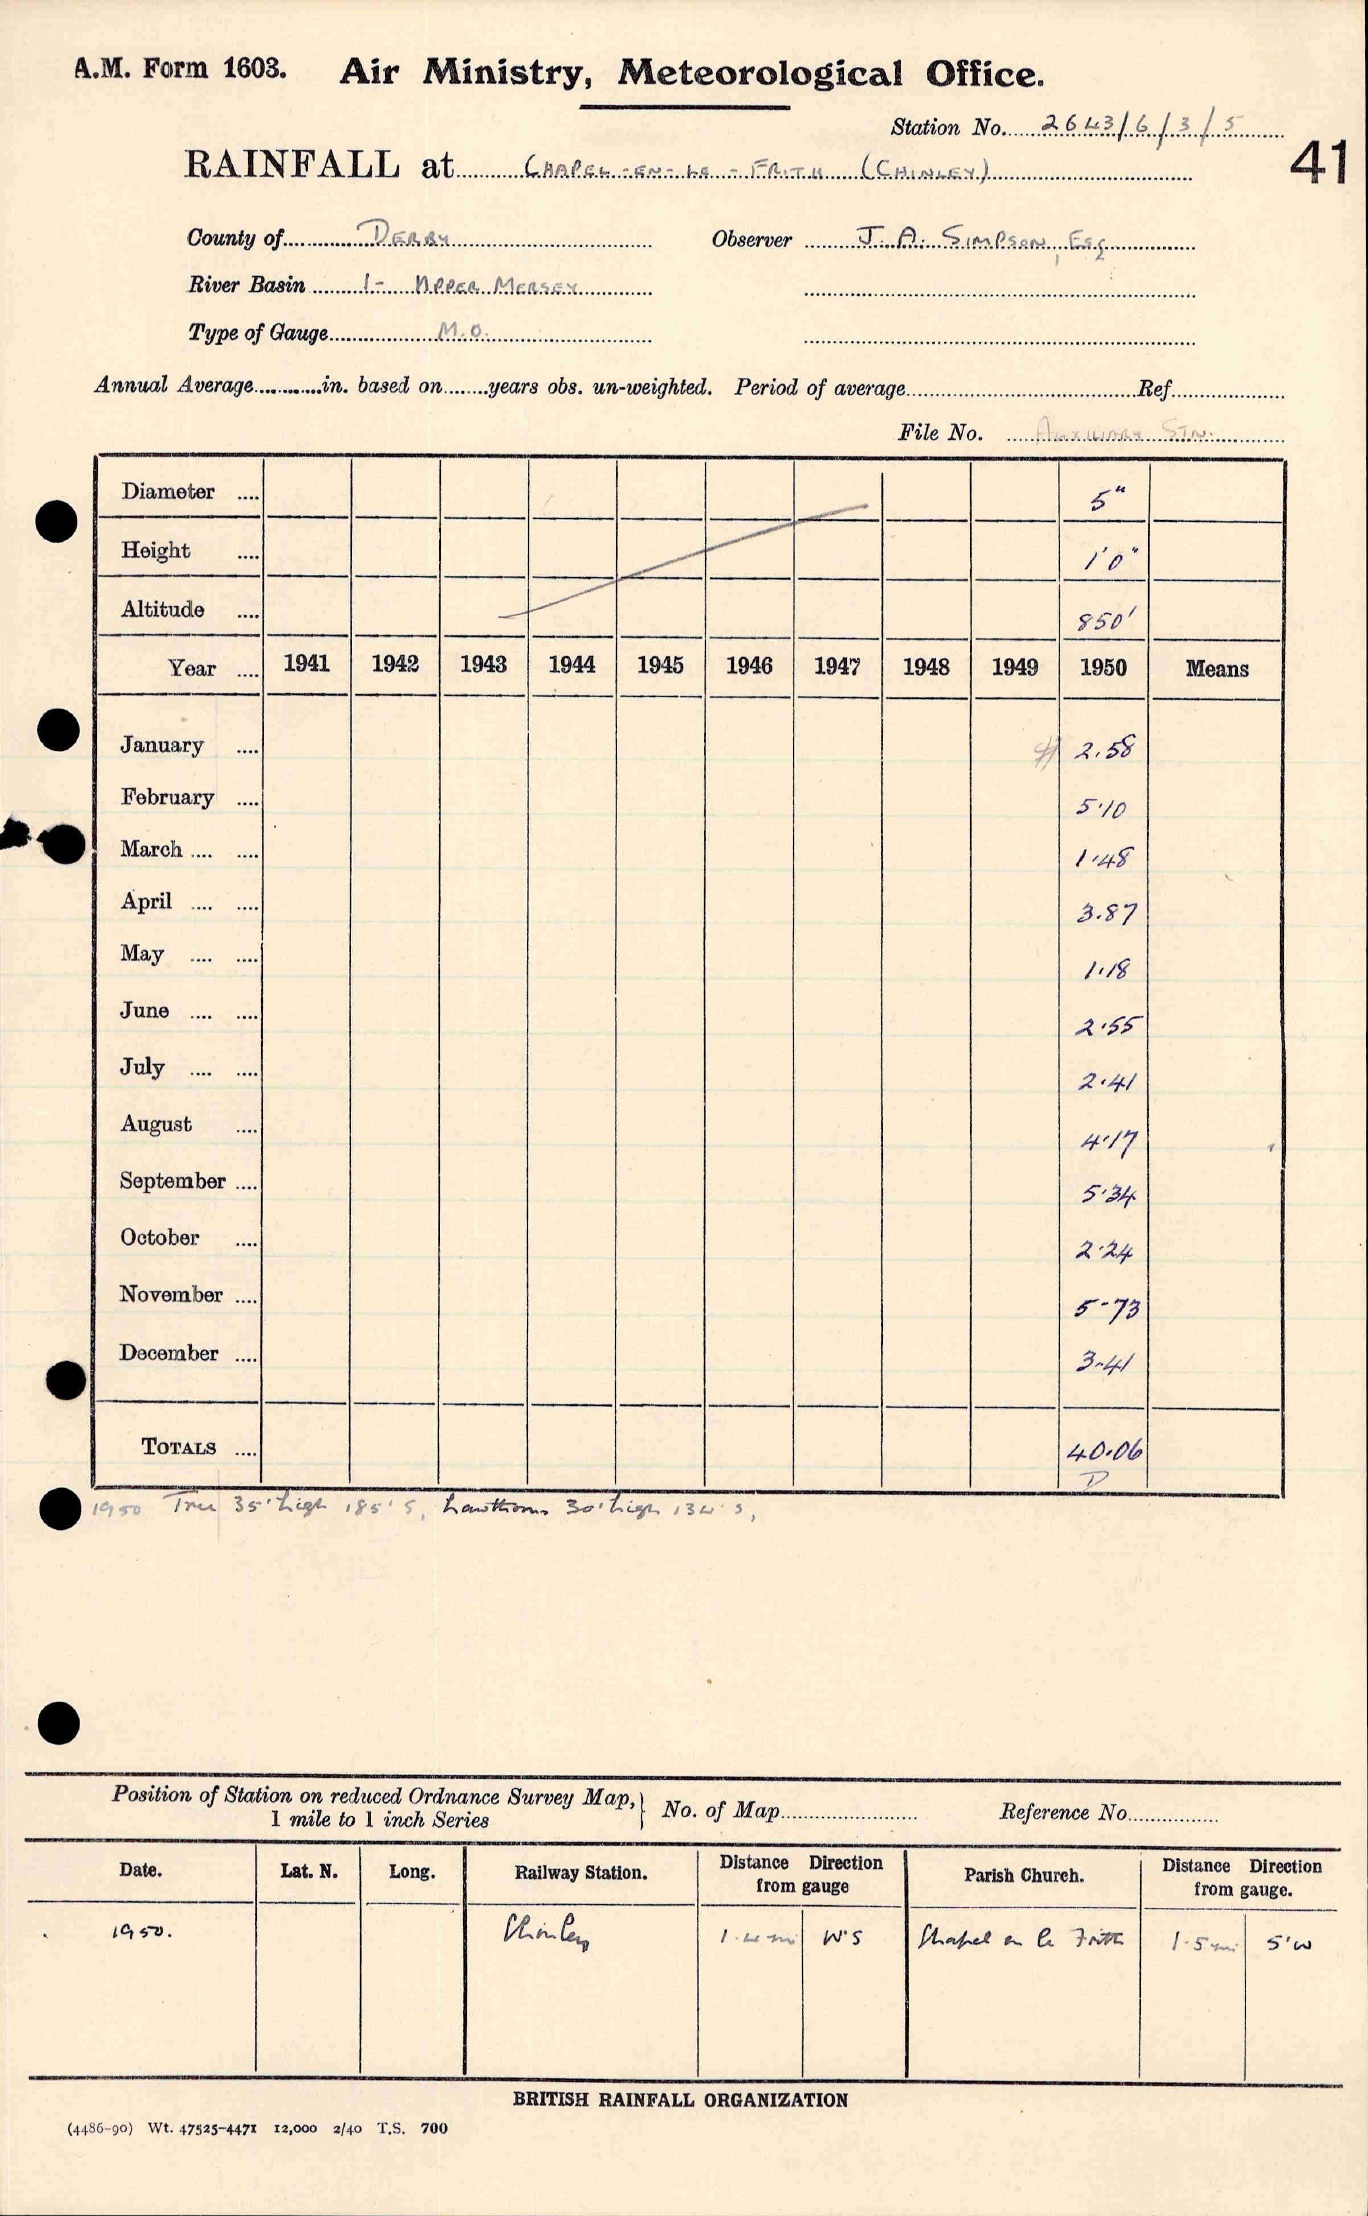 A.M. Form 1603. Air Ministry, Meteorological Office.
Station No. 2643/6/3/5
41
RAINFALL at CHAPEL-EN-LE-FRITH (CHINLEY)
County of DERBY Observer J. A. SIMPSON, ESQ
River Basin 1- UPPER MERSEY
Type of Gauge M.O.
Annual Average in. based on years obs. un-weighted. Period of average Ref.
File No. AUXILIARY STN.
Diameter .... 5"
Height .... 1'0"
Altitude .... 850'
Year .... 1941 1942 1943 1944 1945 1946 1947 1948 1949 1950 Means
January .... 2.58
February .... 5.10
March .... .... 1.48
April .... .... 3.87
May .... .... 1.18
June .... .... 2.55
July .... .... 2.41
August .... 4.17
September .... 5.34
October .... 2.24
November .... 5.73
December .... 3.41
TOTALS .... 40.06
D
1950 Tree 35' high 185' S, hawthorns 30' high 134' S,
Position of Station on reduced Ordnance Survey Map, 1 mile to 1 inch Series } No. of Map Reference No.
Date. Lat. N. Long. Railway Station. Distance Direction from gauge Parish Church. Distance Direction from gauge.
1950. Chinley 1.4 mi W'S Chapel en le Frith 1.5 mi S'W
BRITISH RAINFALL ORGANIZATION
(4486-90) Wt. 47525-4471 12,000 2/40 T.S. 700